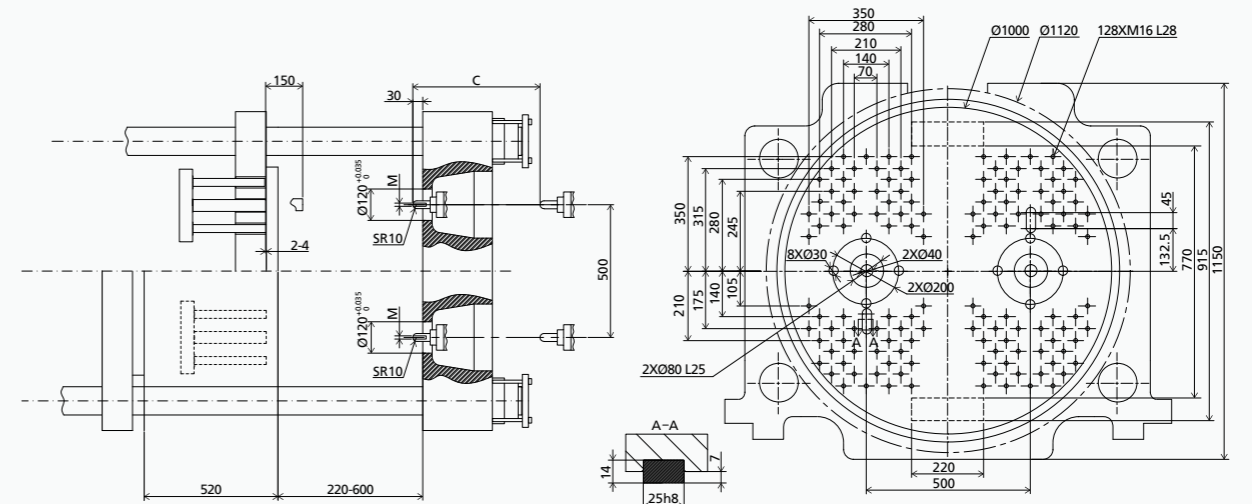 150
30
C
Ø120 +0.035 0
M
SR10
2-4
500
Ø120 +0.035 0
M
SR10
520
220-600
350
280
210
140
70
Ø1000
Ø1120
128XM16 L28
350
315
280
245
210
175
140
105
8XØ30
2XØ40
2XØ200
2XØ80 L25
A
A
45
132.5
770
915
1150
220
500
A-A
14
7
25h8